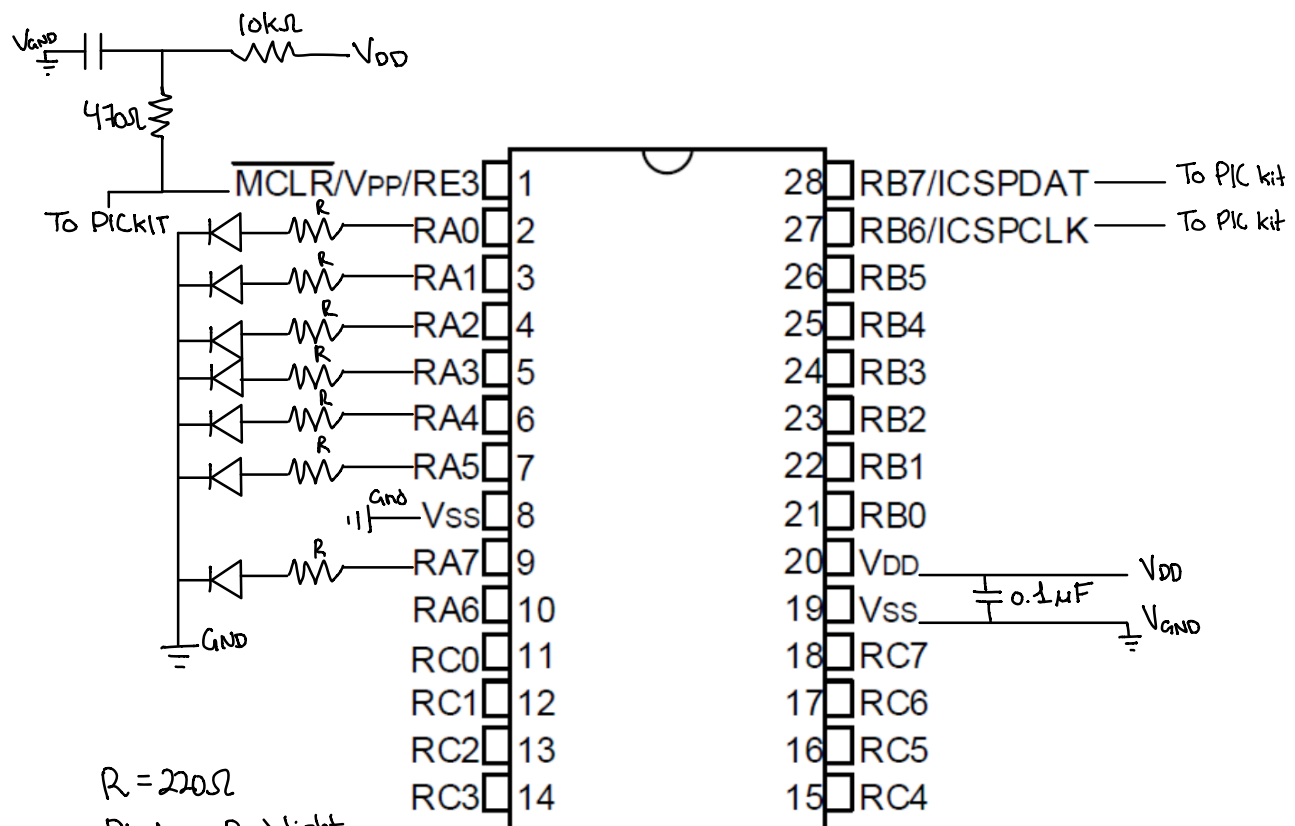 10kΩ
VGND
VDD
470Ω
MCLR/VPP/RE3 1
28 RB7/ICSPDAT To PIC kit
To PICKIT
R
RA0 2
27 RB6/ICSPCLK To PIC kit
R
RA1 3
26 RB5
R
RA2 4
25 RB4
R
RA3 5
24 RB3
R
RA4 6
23 RB2
R
RA5 7
22 RB1
Gnd
VSS 8
21 RB0
R
RA7 9
20 VDD
VDD
0.1μF
RA6 10
19 VSS
VGND
GND
RC0 11
18 RC7
RC1 12
17 RC6
RC2 13
16 RC5
R = 220Ω
RC3 14
15 RC4